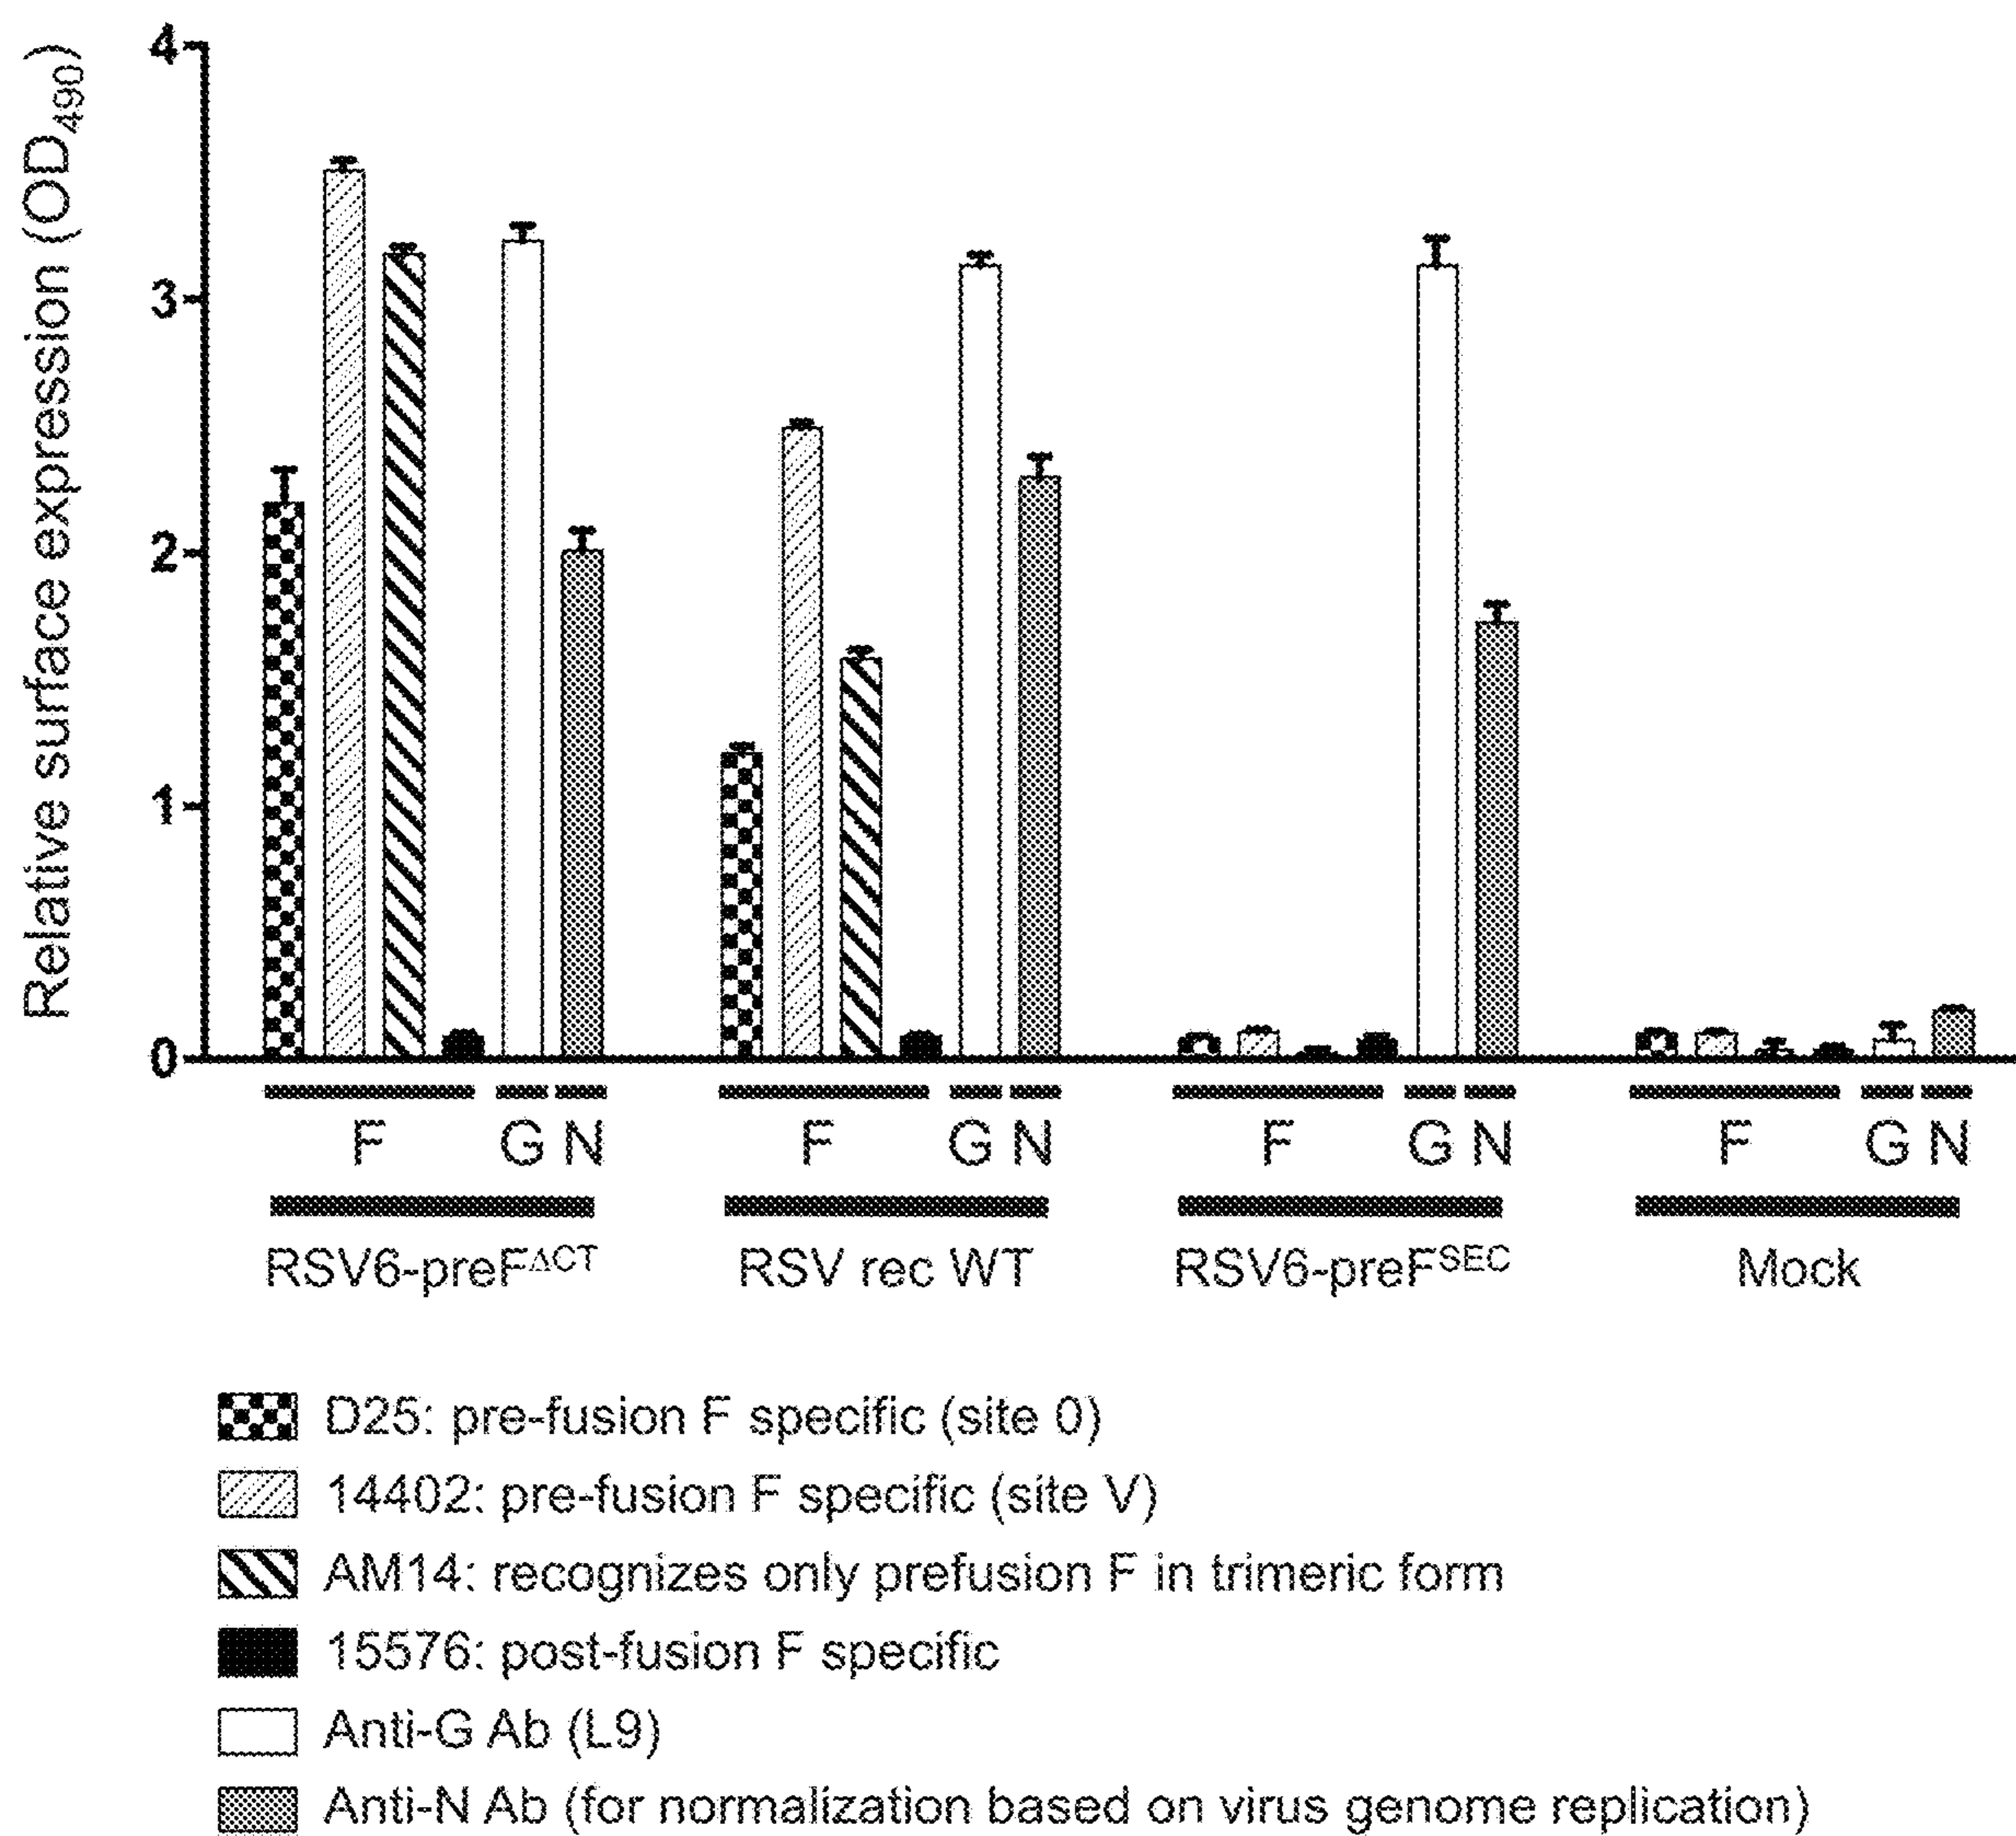 Relative surface expression (OD490)
4
3
2
1
0
F G N F G N F G N F G N
RSV6-preFΔCT RSV rec WT RSV6-preFSEC Mock
D25: pre-fusion F specific (site 0)
14402: pre-fusion F specific (site V)
AM14: recognizes only prefusion F in trimeric form
15576: post-fusion F specific
Anti-G Ab (L9)
Anti-N Ab (for normalization based on virus genome replication)